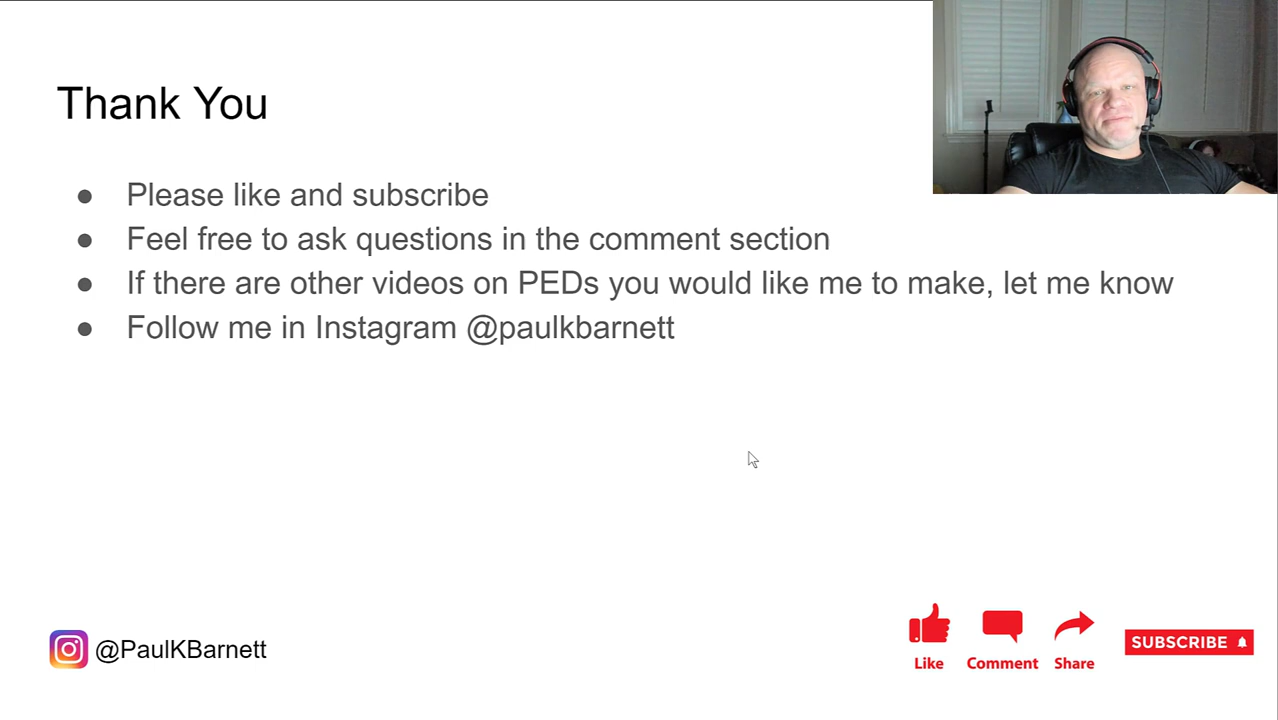 Thank You
● Please like and subscribe
● Feel free to ask questions in the comment section
● If there are other videos on PEDs you would like me to make, let me know
● Follow me in Instagram @paulkbarnett
@PaulKBarnett
Like
Comment
Share
SUBSCRIBE